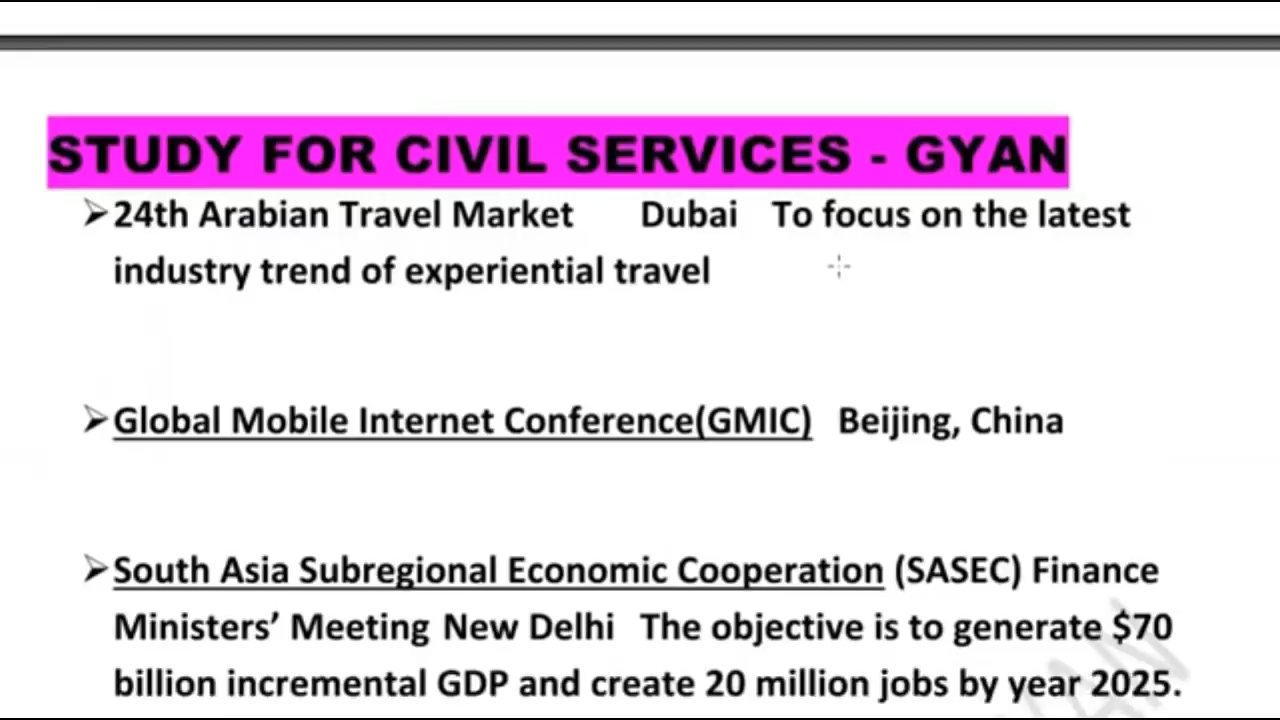 STUDY FOR CIVIL SERVICES - GYAN
➢24th Arabian Travel Market Dubai To focus on the latest
industry trend of experiential travel
➢Global Mobile Internet Conference(GMIC) Beijing, China
➢South Asia Subregional Economic Cooperation (SASEC) Finance
Ministers’ Meeting New Delhi The objective is to generate $70
billion incremental GDP and create 20 million jobs by year 2025.